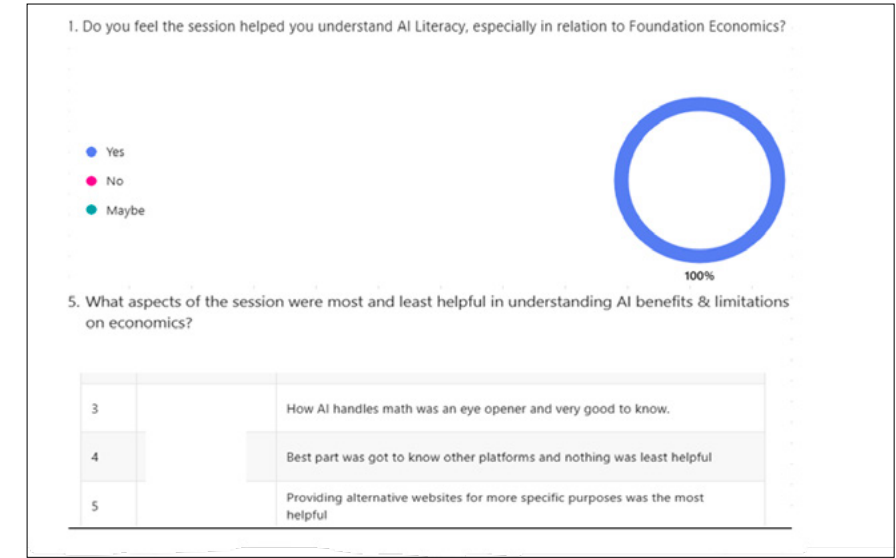 1. Do you feel the session helped you understand AI Literacy, especially in relation to Foundation Economics?
Yes
No
Maybe
100%
5. What aspects of the session were most and least helpful in understanding AI benefits & limitations
on economics?
3 How AI handles math was an eye opener and very good to know.
4 Best part was got to know other platforms and nothing was least helpful
5 Providing alternative websites for more specific purposes was the most
helpful